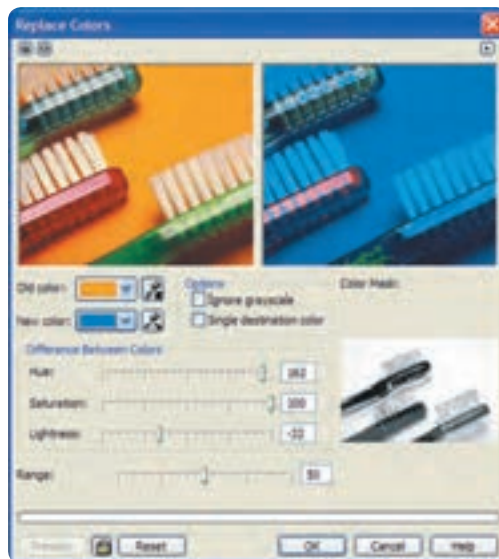 Replace Colors
Old color:
Options
Ignore grayscale
Color Mask:
New color:
Single destination color
Difference Between Colors
Hue:
162
Saturation:
100
Lightness:
-22
Range:
50
Preview
Reset
OK
Cancel
Help